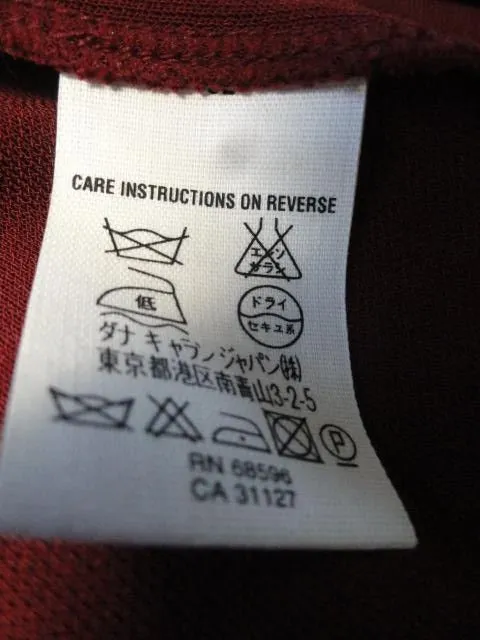 CARE INSTRUCTIONS ON REVERSE
エンソ
サラシ
低
ドライ
セキユ系
ダナ キャラン ジャパン(株)
東京都港区南青山3-2-5
P
RN 68596
CA 31127